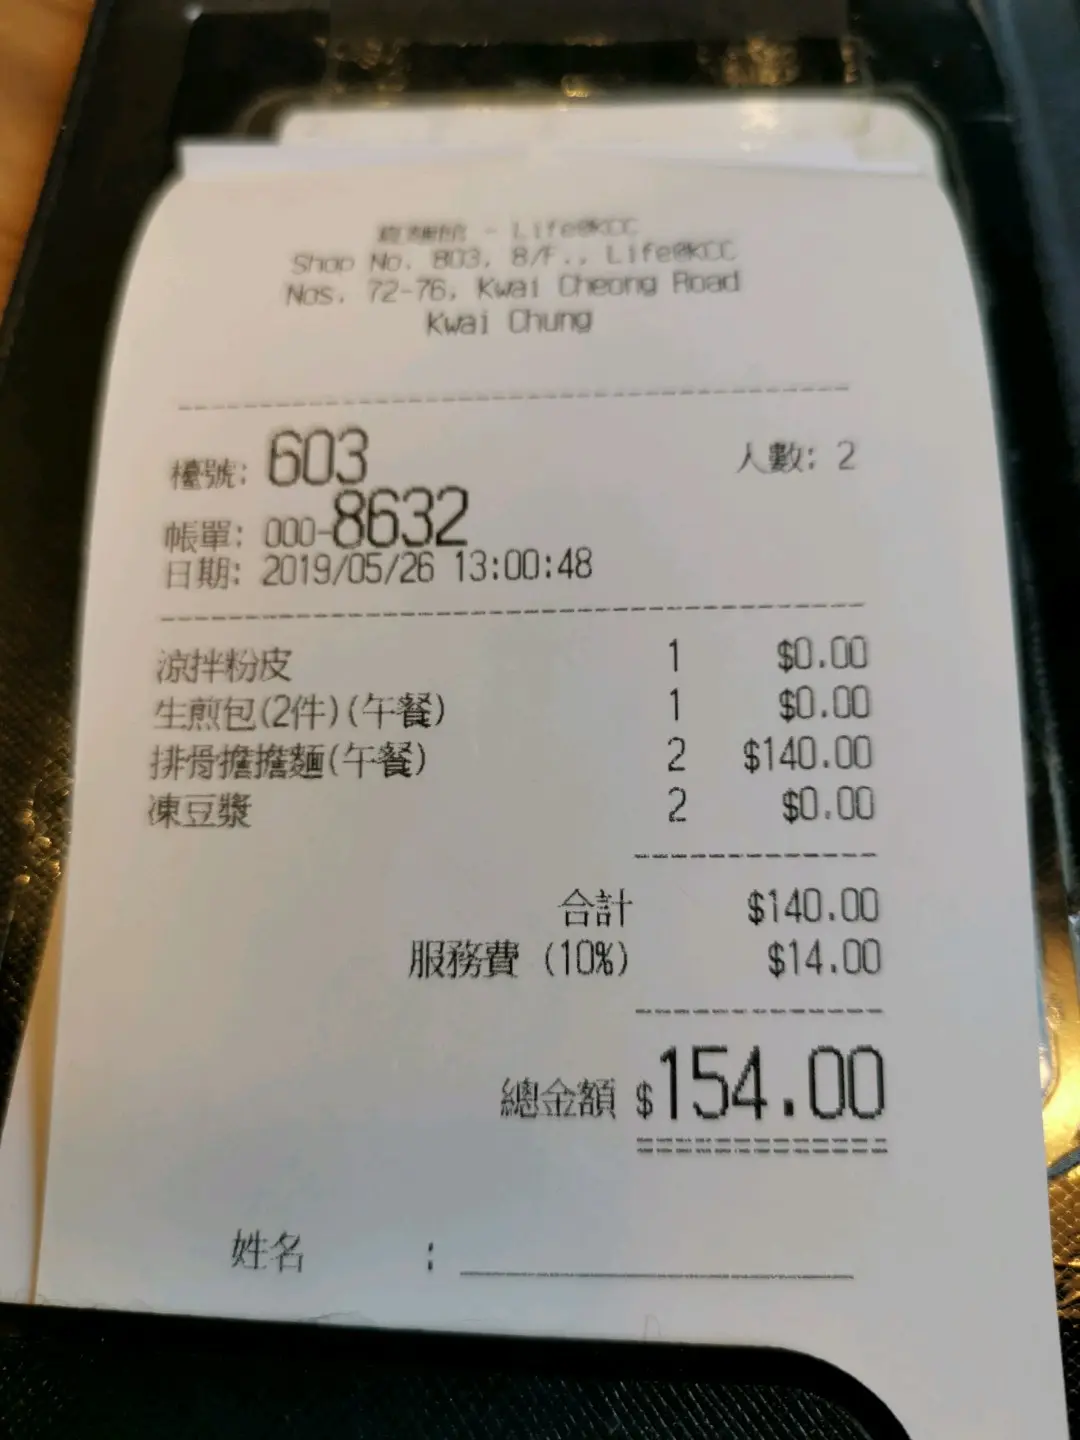 麵館 - Life@KCC
Shop No. 803, 8/F., Life@KCC
Nos. 72-76, Kwai Cheong Road
Kwai Chung
檯號: 603 人數: 2
帳單: 000-8632
日期: 2019/05/26 13:00:48
涼拌粉皮 1 $0.00
生煎包(2件)(午餐) 1 $0.00
排骨擔擔麵(午餐) 2 $140.00
凍豆漿 2 $0.00
合計 $140.00
服務費 (10%) $14.00
總金額 $154.00
姓名 :